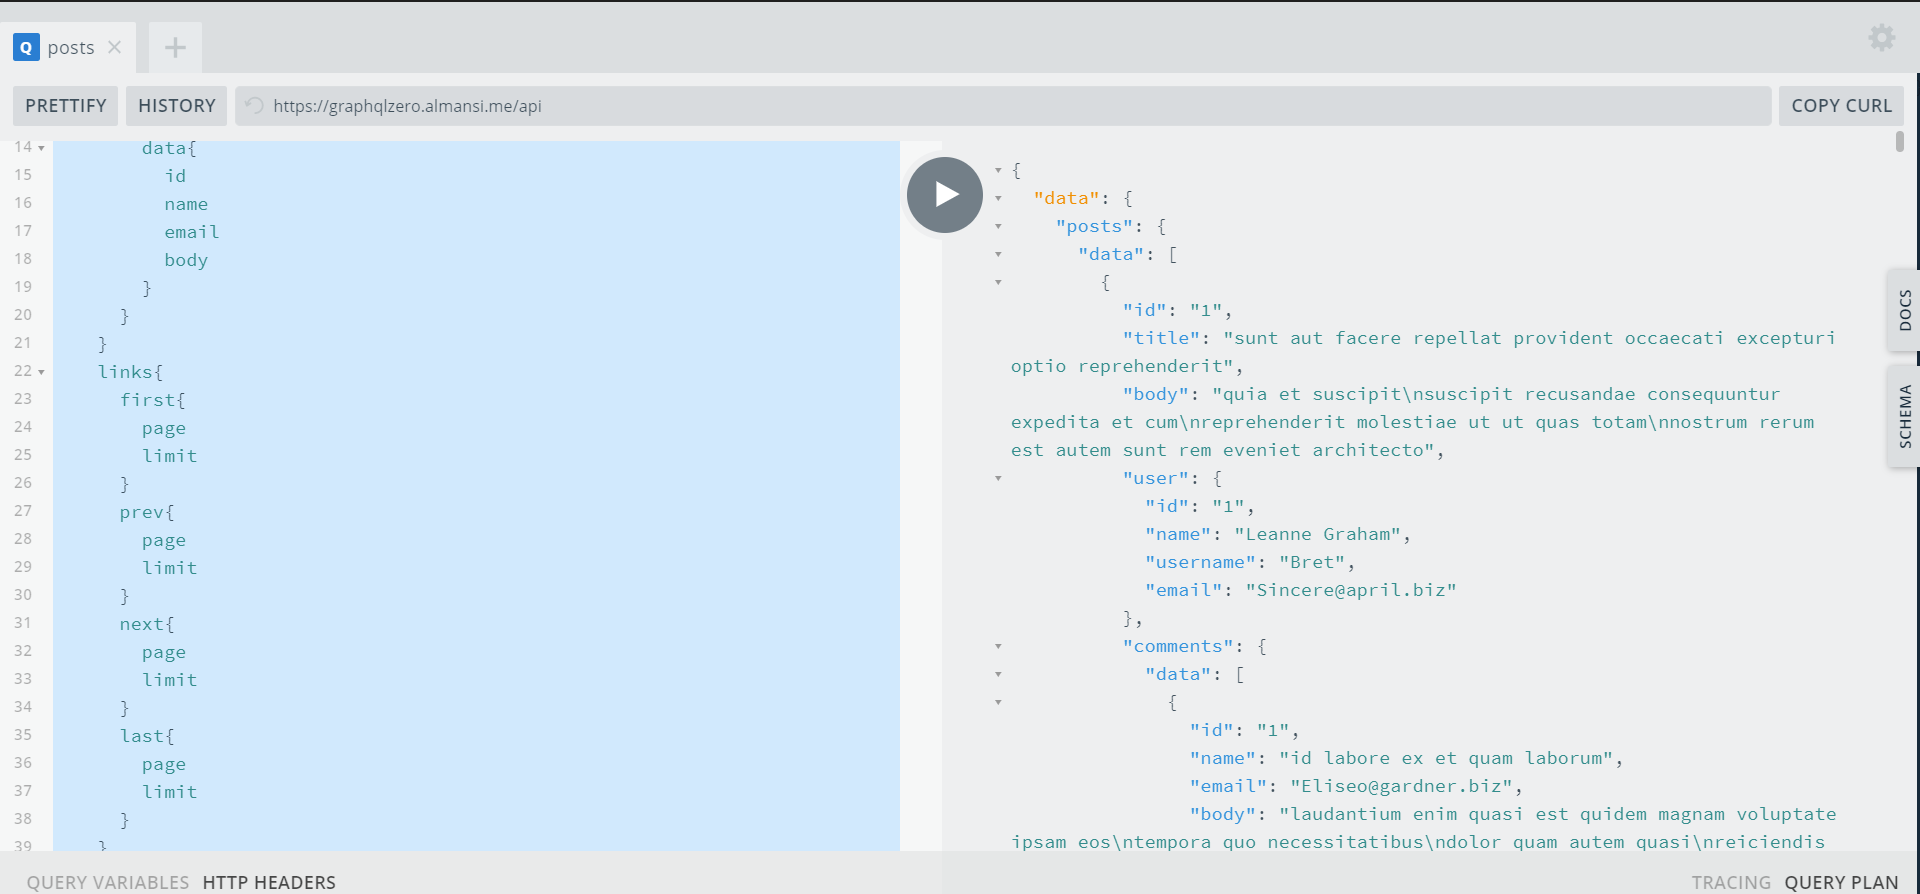 Q posts
PRETTIFY HISTORY https://graphqlzero.almansi.me/api COPY CURL
14 data{
15 id
16 name
17 email
18 body
19 }
20 }
21 }
22 links{
23 first{
24 page
25 limit
26 }
27 prev{
28 page
29 limit
30 }
31 next{
32 page
33 limit
34 }
35 last{
36 page
37 limit
38 }
39 }
{
"data": {
"posts": {
"data": [
{
"id": "1",
"title": "sunt aut facere repellat provident occaecati excepturi
optio reprehenderit",
"body": "quia et suscipit\nsuscipit recusandae consequuntur
expedita et cum\nreprehenderit molestiae ut ut quas totam\nnostrum rerum
est autem sunt rem eveniet architecto",
"user": {
"id": "1",
"name": "Leanne Graham",
"username": "Bret",
"email": "Sincere@april.biz"
},
"comments": {
"data": [
{
"id": "1",
"name": "id labore ex et quam laborum",
"email": "Eliseo@gardner.biz",
"body": "laudantium enim quasi est quidem magnam voluptate
ipsam eos\ntempora quo necessitatibus\ndolor quam autem quasi\nreiciendis
DOCS
SCHEMA
QUERY VARIABLES HTTP HEADERS
TRACING QUERY PLAN